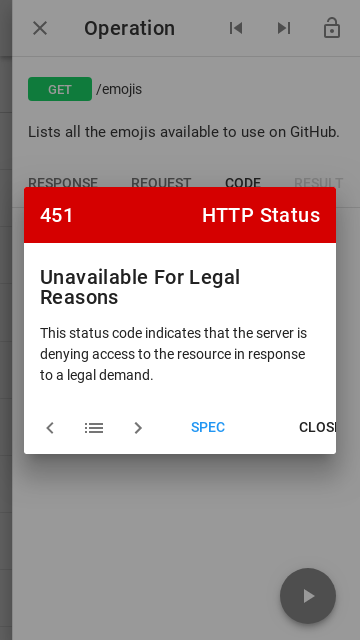 Operation
GET /emojis
Lists all the emojis available to use on GitHub.
RESPONSE REQUEST CODE RESULT
451 HTTP Status
Unavailable For Legal
Reasons
This status code indicates that the server is
denying access to the resource in response
to a legal demand.
SPEC CLOS